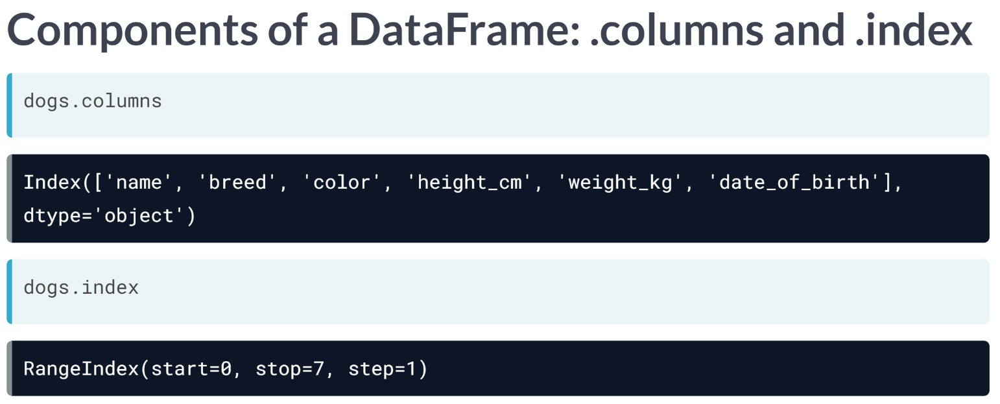 Components of a DataFrame: .columns and .index
dogs.columns
Index(['name', 'breed', 'color', 'height_cm', 'weight_kg', 'date_of_birth'],
dtype='object')
dogs.index
RangeIndex(start=0, stop=7, step=1)